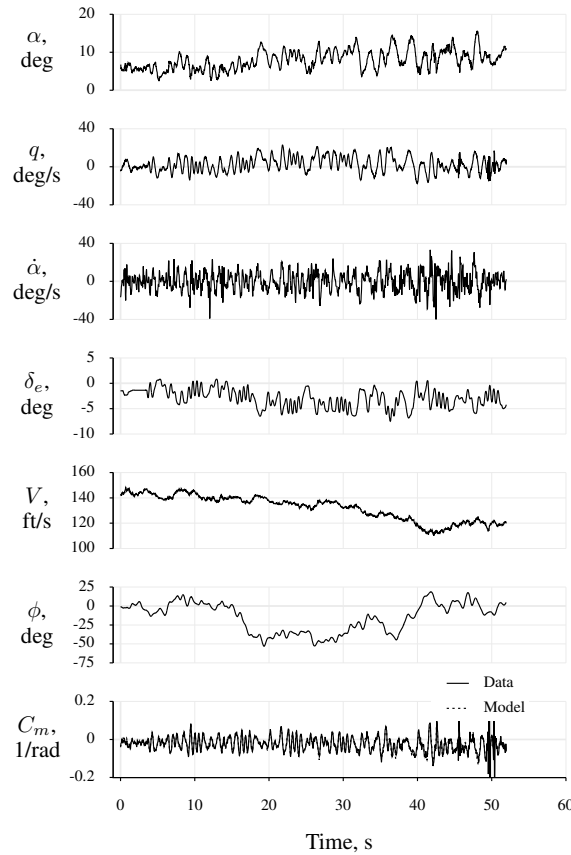 20
α,
deg
10
0
40
q,
deg/s
0
-40
40
α̇,
deg/s
0
-40
5
δe,
deg
0
-5
-10
160
V,
ft/s
140
120
100
25
ϕ,
deg
0
-25
-50
-75
Data
Model
0.2
Cm,
1/rad
0
-0.2
0 10 20 30 40 50 60
Time, s